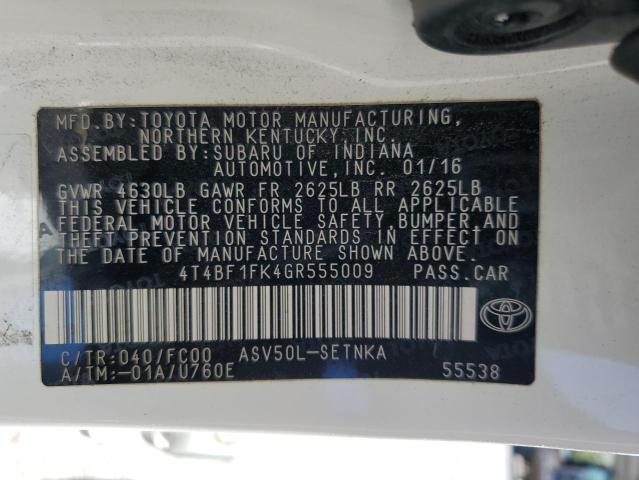 MFD.BY:TOYOTA MOTOR MANUFACTURING,
NORTHERN KENTUCKY, INC.
ASSEMBLED BY:SUBARU OF INDIANA
AUTOMOTIVE, INC. 01/16
GVWR 4630LB GAWR FR 2625LB RR 2625LB
THIS VEHICLE CONFORMS TO ALL APPLICABLE
FEDERAL MOTOR VEHICLE SAFETY, BUMPER, AND
THEFT PREVENTION STANDARDS IN EFFECT ON
THE DATE OF MANUFACTURE SHOWN ABOVE.
4T4BF1FK4GR555009 PASS.CAR
C/TR:040/FC00 ASV50L-SETNKA
A/TM:-01A/U760E 55538